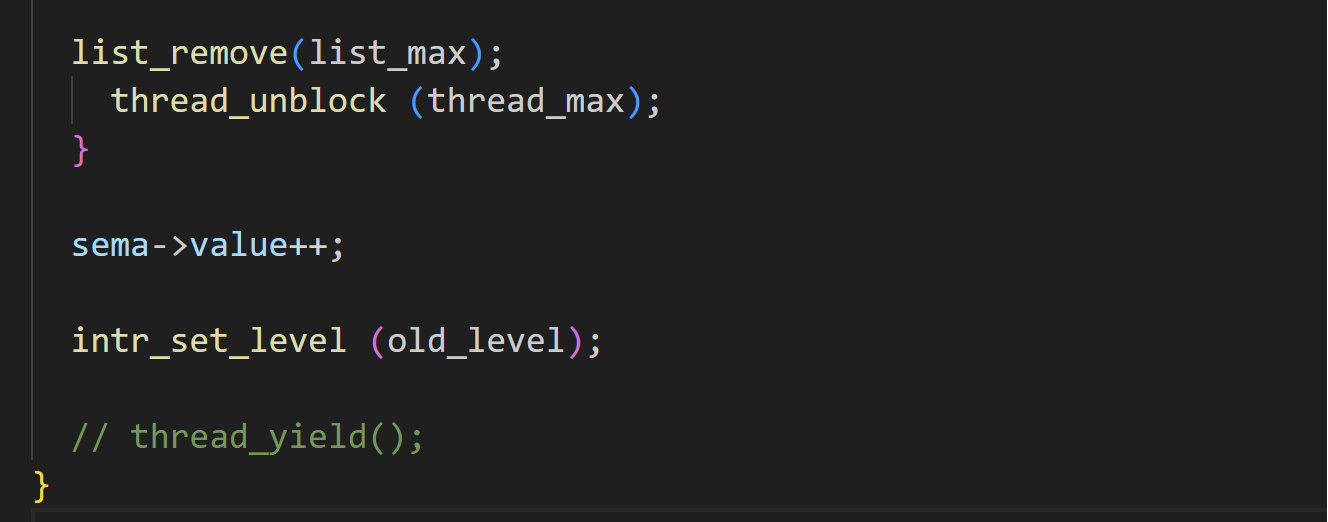 list_remove(list_max);
thread_unblock (thread_max);
}
sema->value++;
intr_set_level (old_level);
// thread_yield();
}